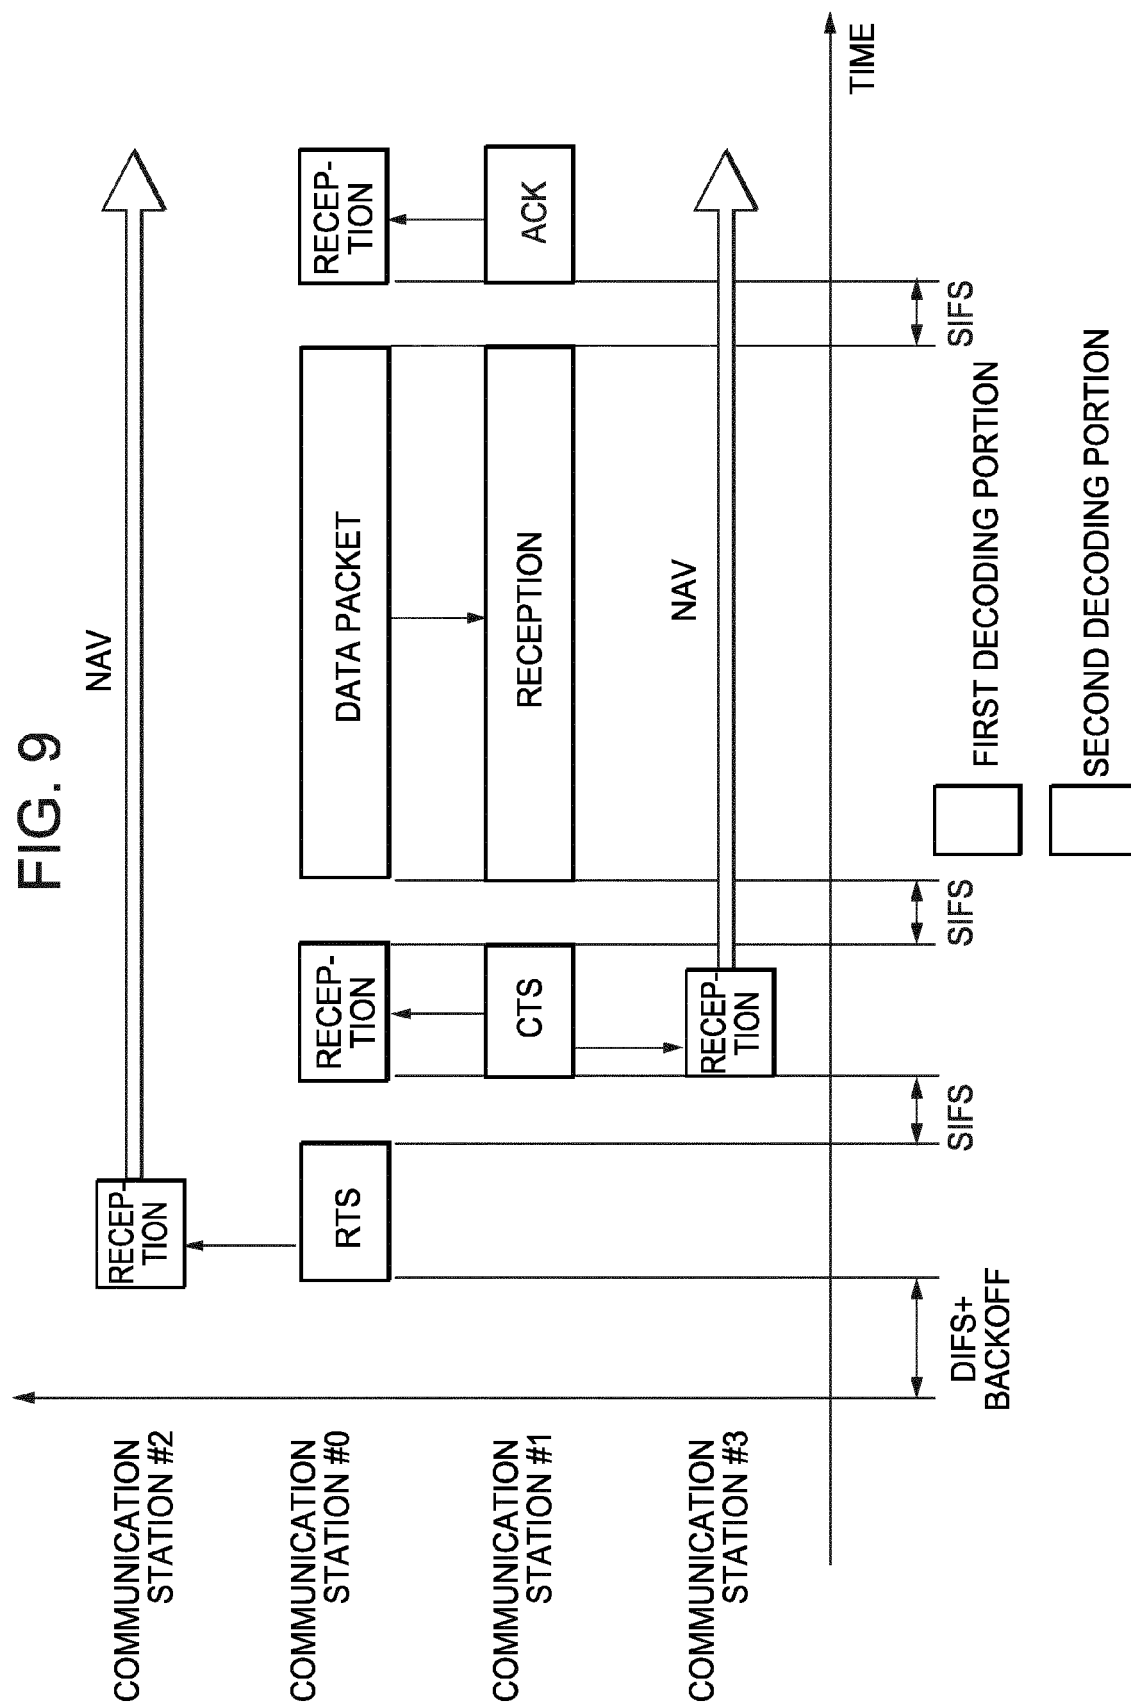 FIG. 9
COMMUNICATION
STATION #2
RECEP-
TION
NAV
COMMUNICATION
STATION #0
RTS
RECEP-
TION
DATA PACKET
RECEP-
TION
COMMUNICATION
STATION #1
CTS
RECEPTION
ACK
COMMUNICATION
STATION #3
RECEP-
TION
NAV
TIME
DIFS+
BACKOFF
SIFS
SIFS
SIFS
FIRST DECODING PORTION
SECOND DECODING PORTION